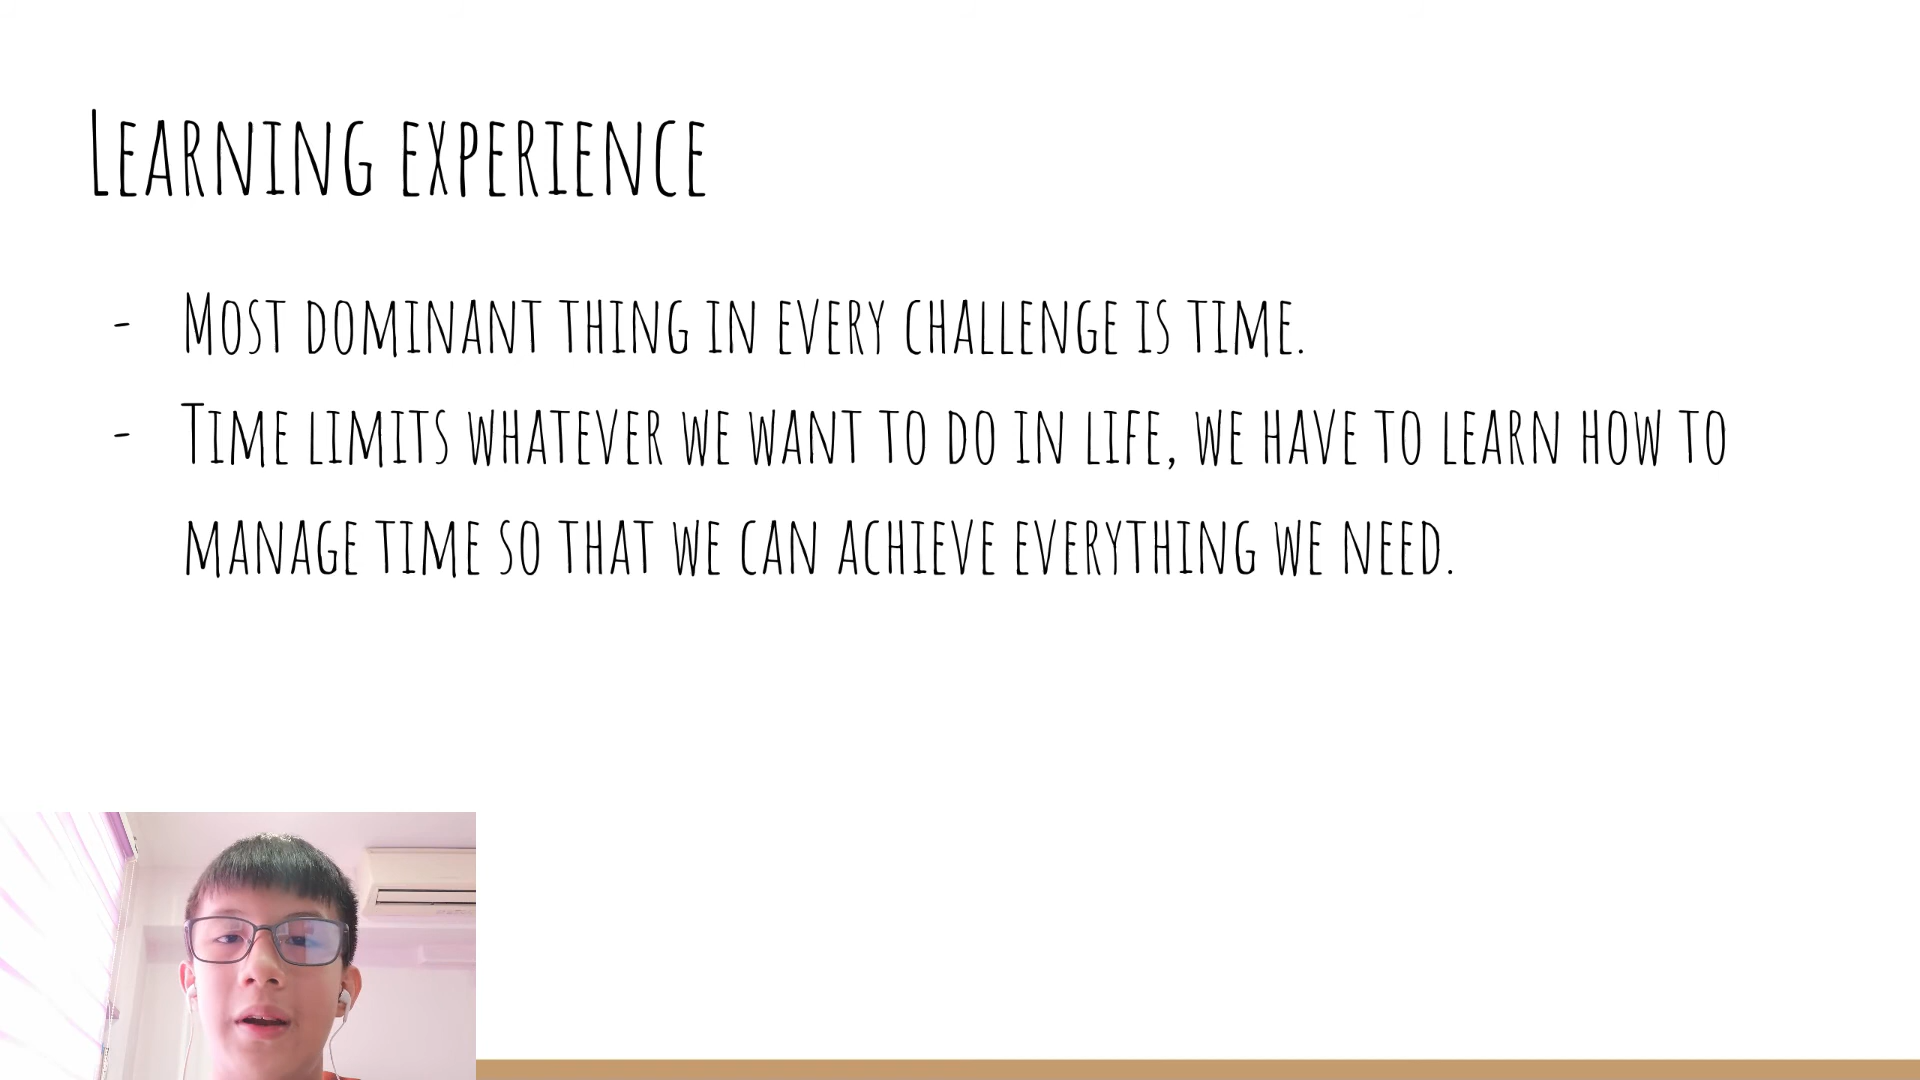 Learning experience
- Most dominant thing in every challenge is time.
- Time limits whatever we want to do in life, we have to learn how to
manage time so that we can achieve everything we need.